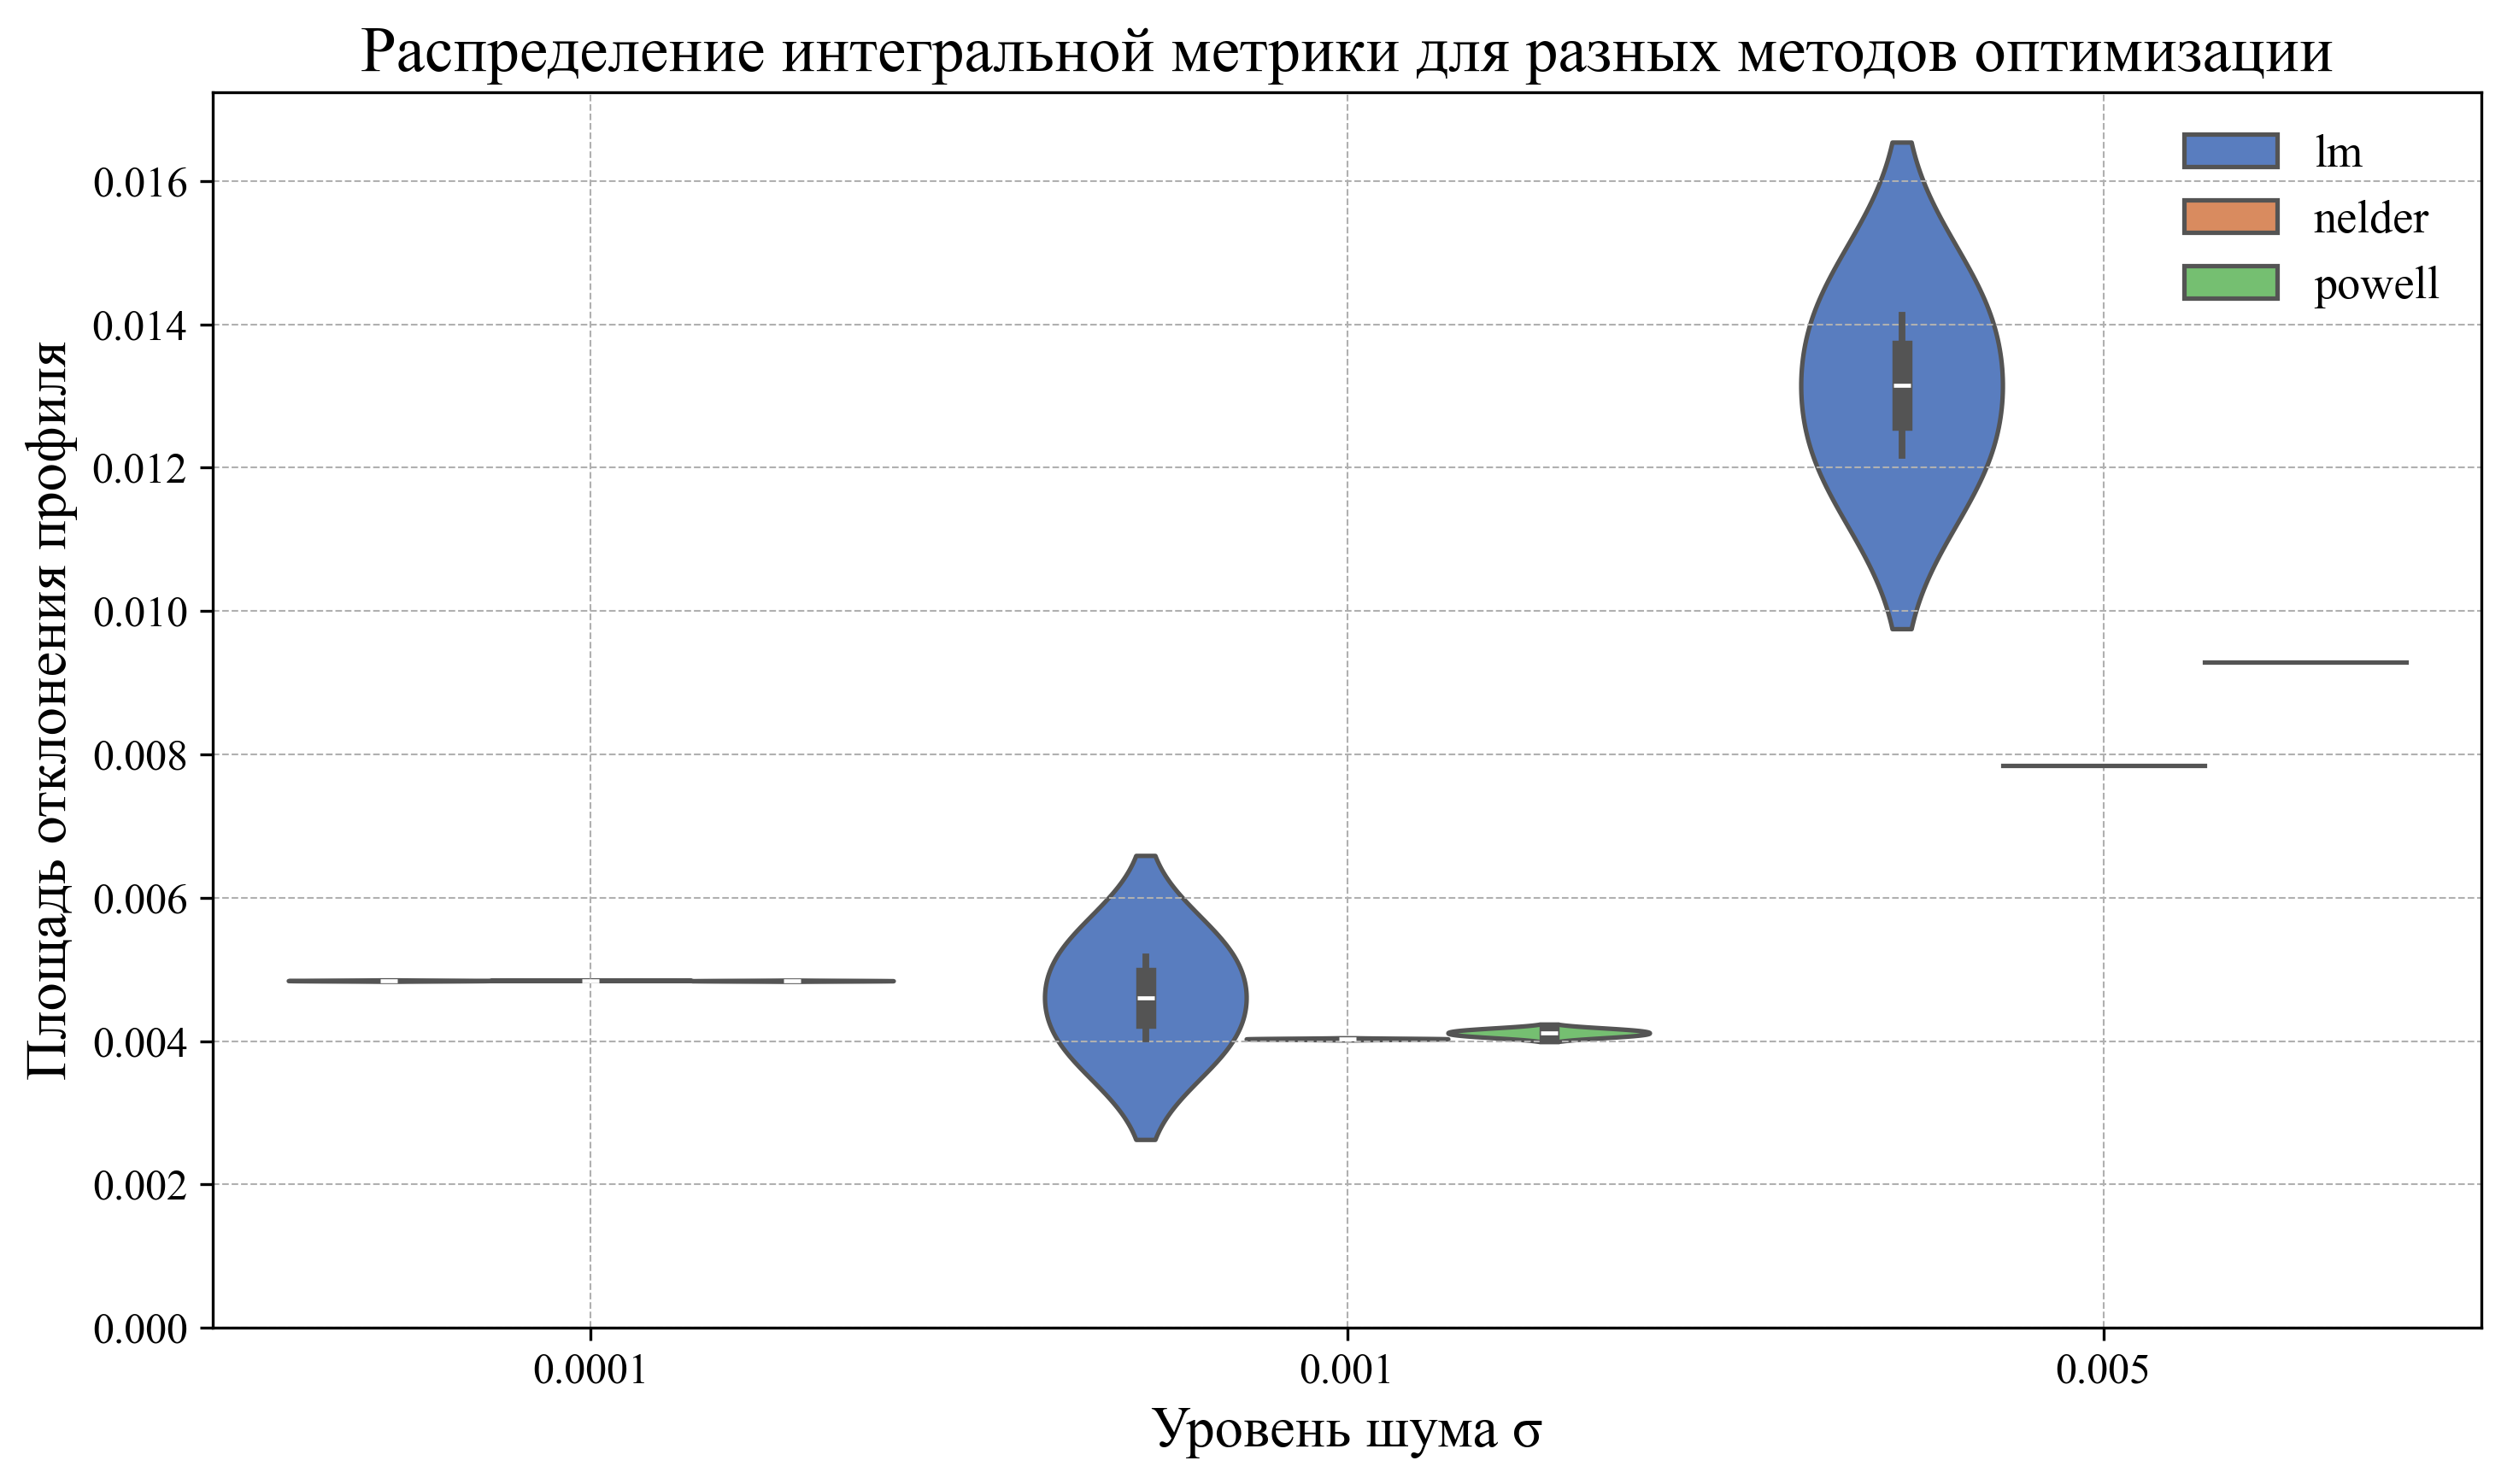 Распределение интегральной метрики для разных методов оптимизации
lm
nelder
powell
Площадь отклонения профиля
0.016
0.014
0.012
0.010
0.008
0.006
0.004
0.002
0.000
0.0001
0.001
0.005
Уровень шума σ